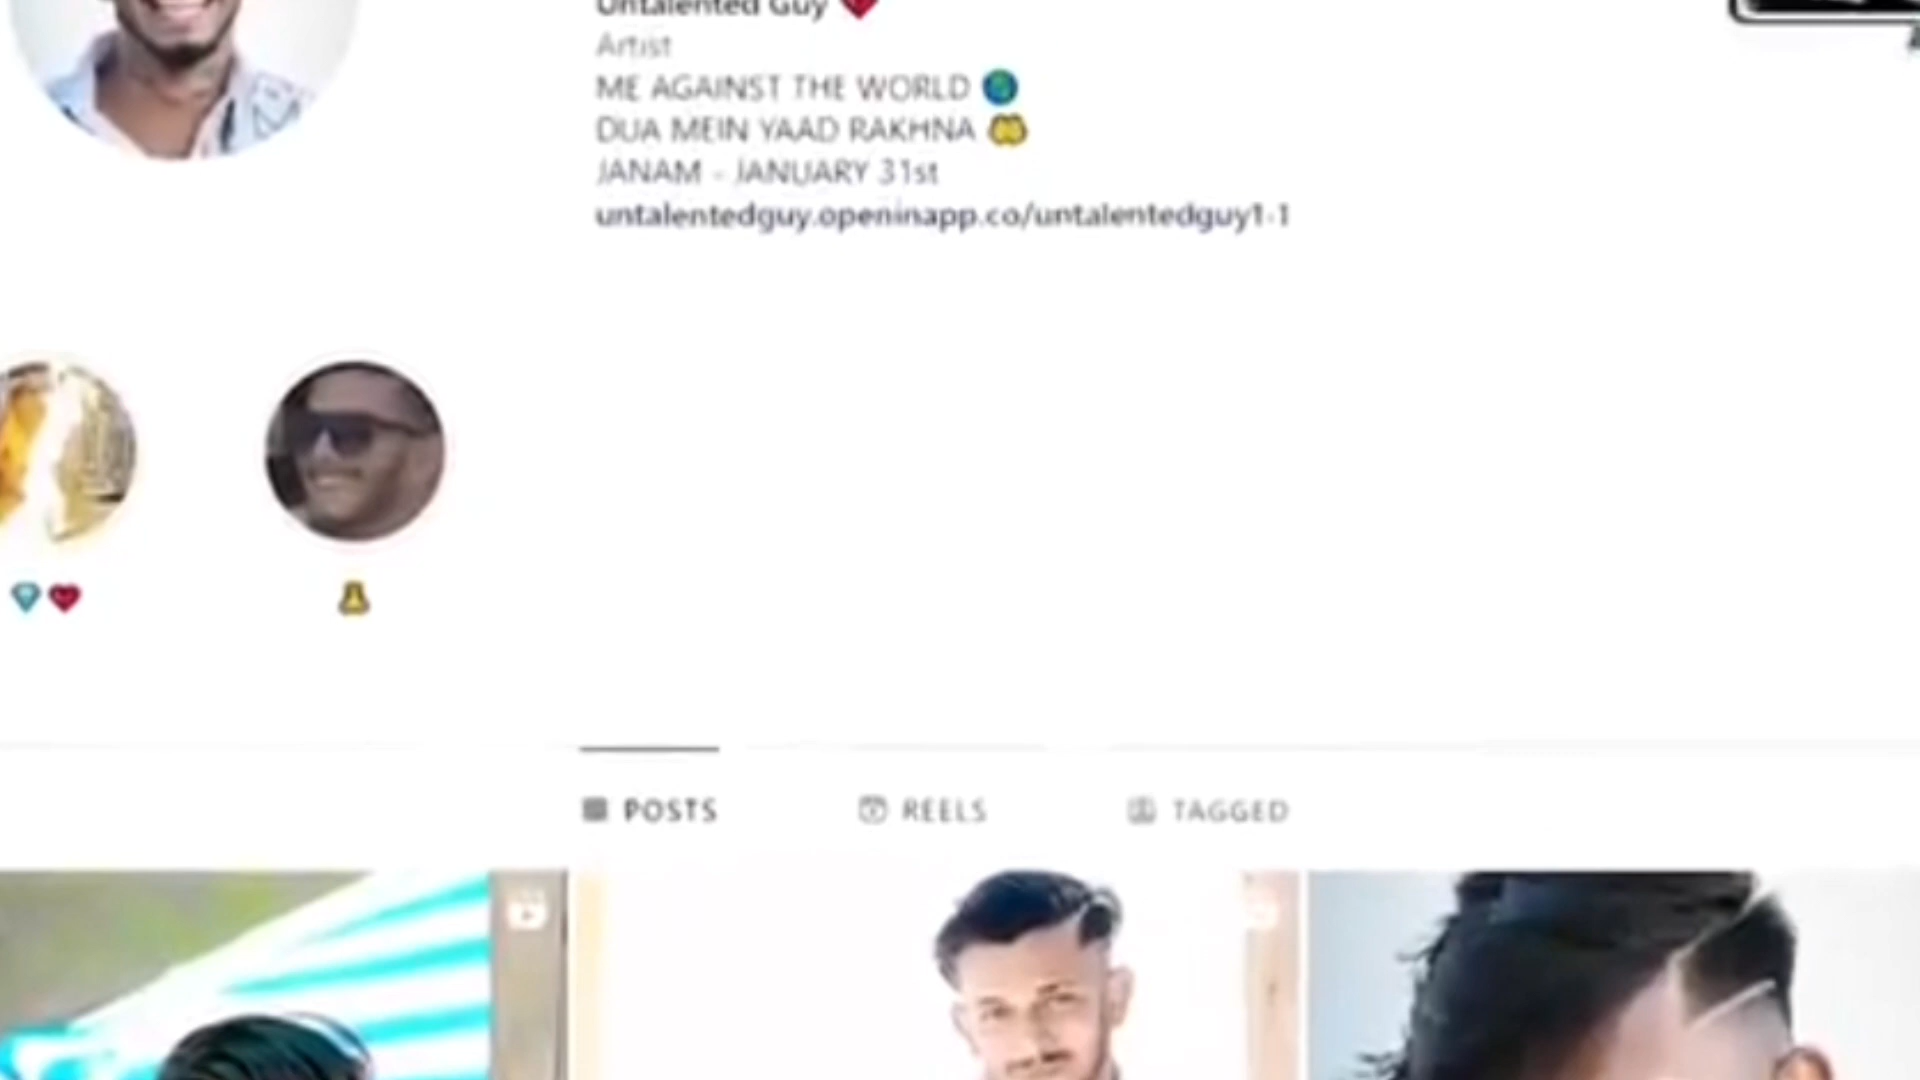 Untalented Guy
Artist
ME AGAINST THE WORLD
DUA MEIN YAAD RAKHNA
JANAM - JANUARY 31st
untalentedguy.openinapp.co/untalentedguy1-1
POSTS
REELS
TAGGED